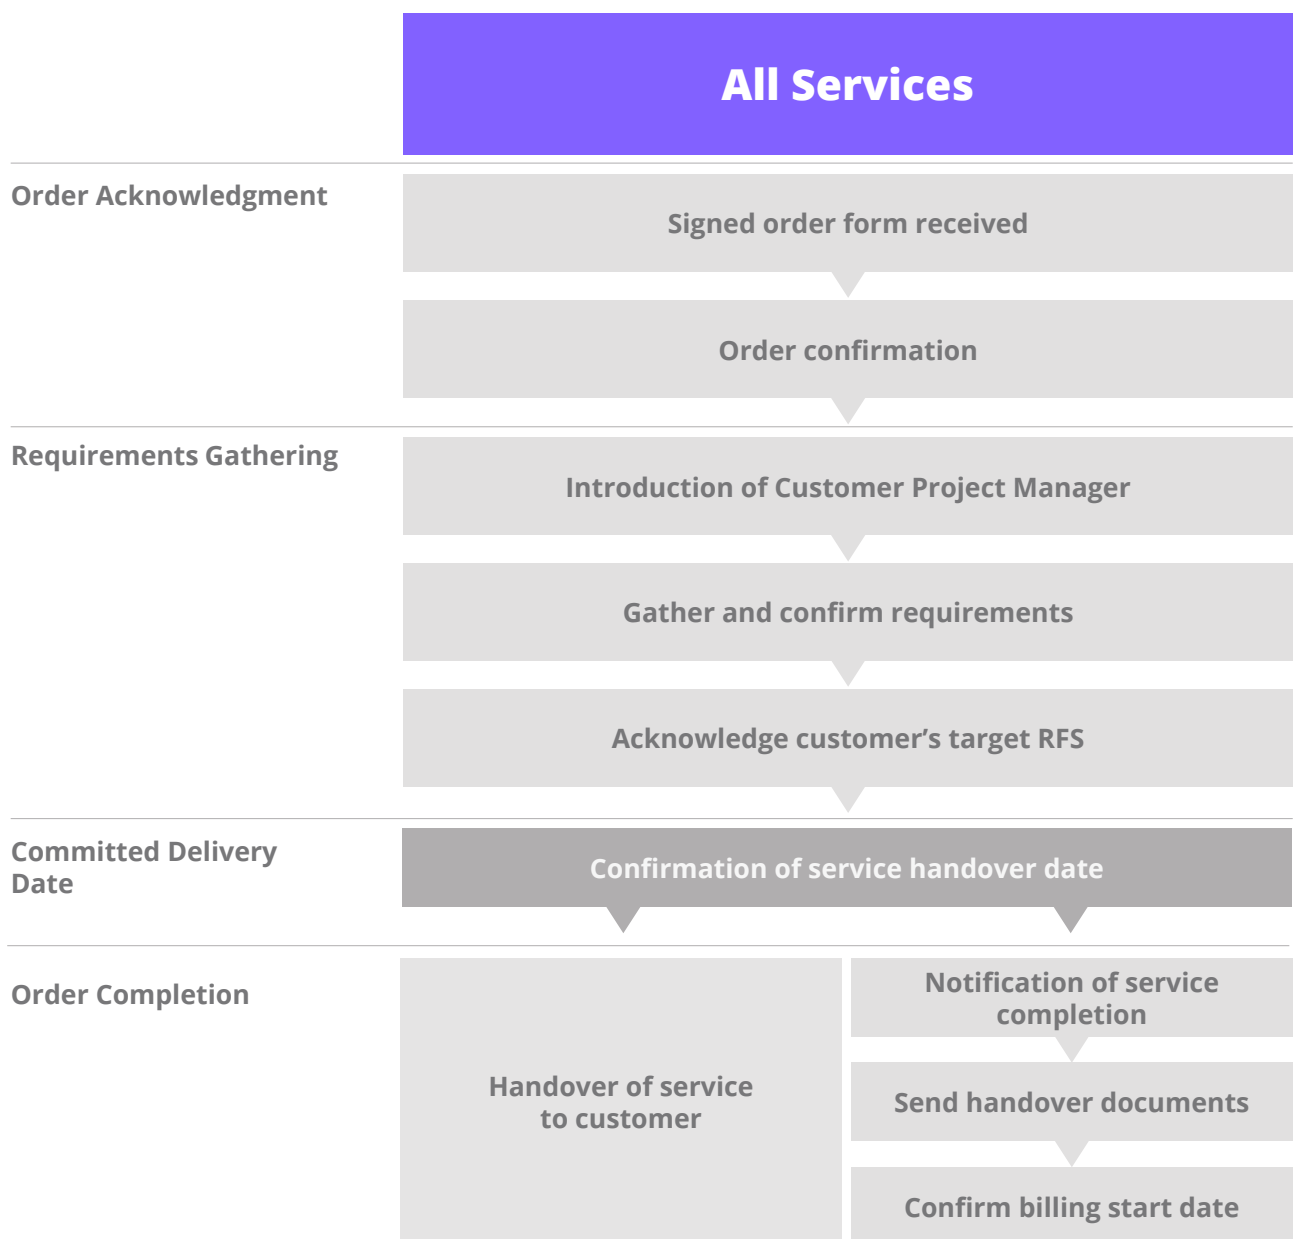 All Services
Order Acknowledgment
Signed order form received
Order confirmation
Requirements Gathering
Introduction of Customer Project Manager
Gather and confirm requirements
Acknowledge customer’s target RFS
Committed Delivery
Date
Confirmation of service handover date
Order Completion
Handover of service
to customer
Notification of service
completion
Send handover documents
Confirm billing start date